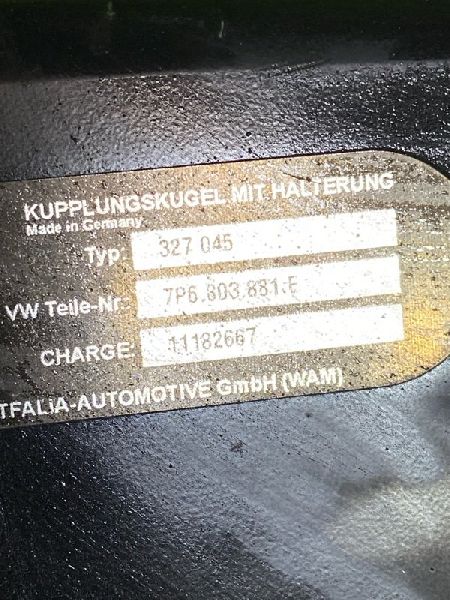 KUPPLUNGSKUGEL MIT HALTERUNG
Made in Germany
Typ: 327 045
VW Teile-Nr.: 7P6.803.881.E
CHARGE: 11182667
TFALIA-AUTOMOTIVE GmbH (WAM)